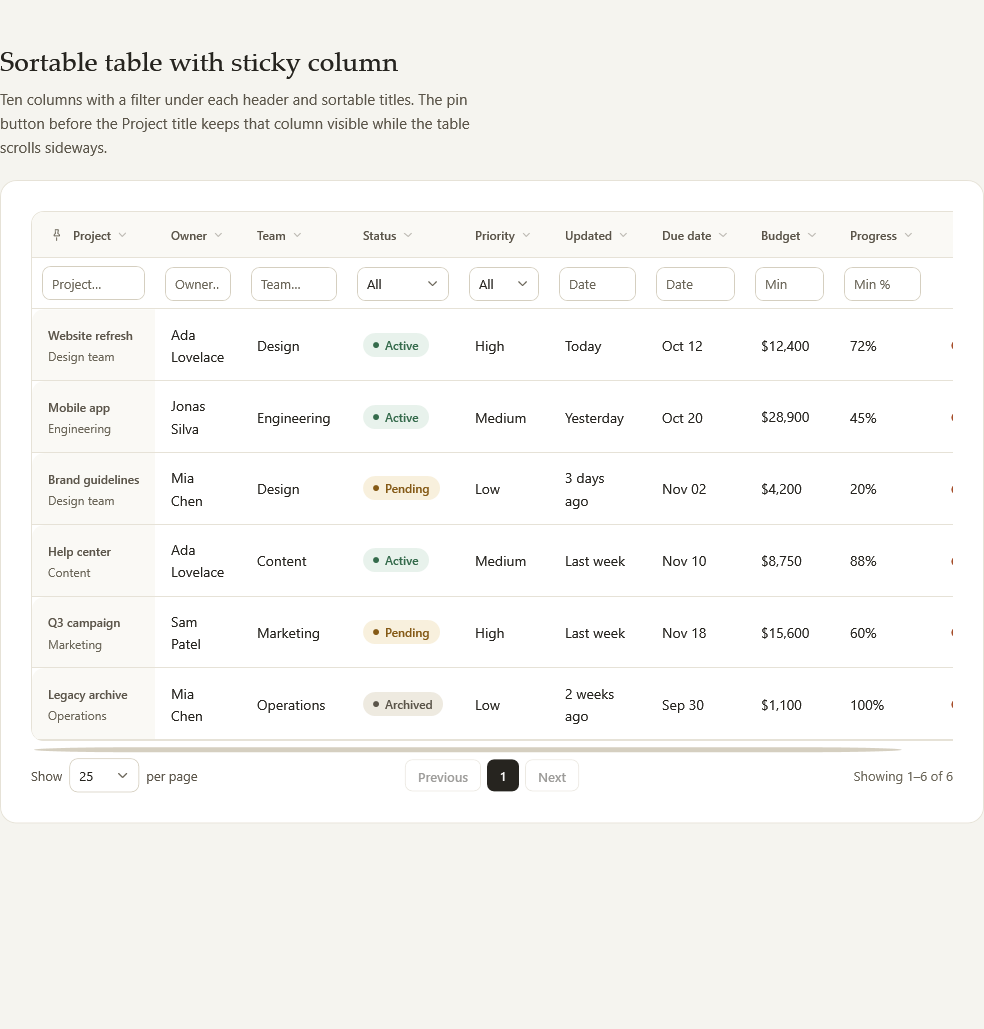 Sortable table with sticky column
Ten columns with a filter under each header and sortable titles. The pin
button before the Project title keeps that column visible while the table
scrolls sideways.
Project Owner Team Status Priority Updated Due date Budget Progress
Project... Owner.. Team... All All Date Date Min Min %
Website refresh
Design team
Ada
Lovelace
Design Active High Today Oct 12 $12,400 72%
Mobile app
Engineering
Jonas
Silva
Engineering Active Medium Yesterday Oct 20 $28,900 45%
Brand guidelines
Design team
Mia
Chen
Design Pending Low
3 days
ago
Nov 02 $4,200 20%
Help center
Content
Ada
Lovelace
Content Active Medium Last week Nov 10 $8,750 88%
Q3 campaign
Marketing
Sam
Patel
Marketing Pending High Last week Nov 18 $15,600 60%
Legacy archive
Operations
Mia
Chen
Operations Archived Low
2 weeks
ago
Sep 30 $1,100 100%
Show 25 per page Previous 1 Next Showing 1–6 of 6